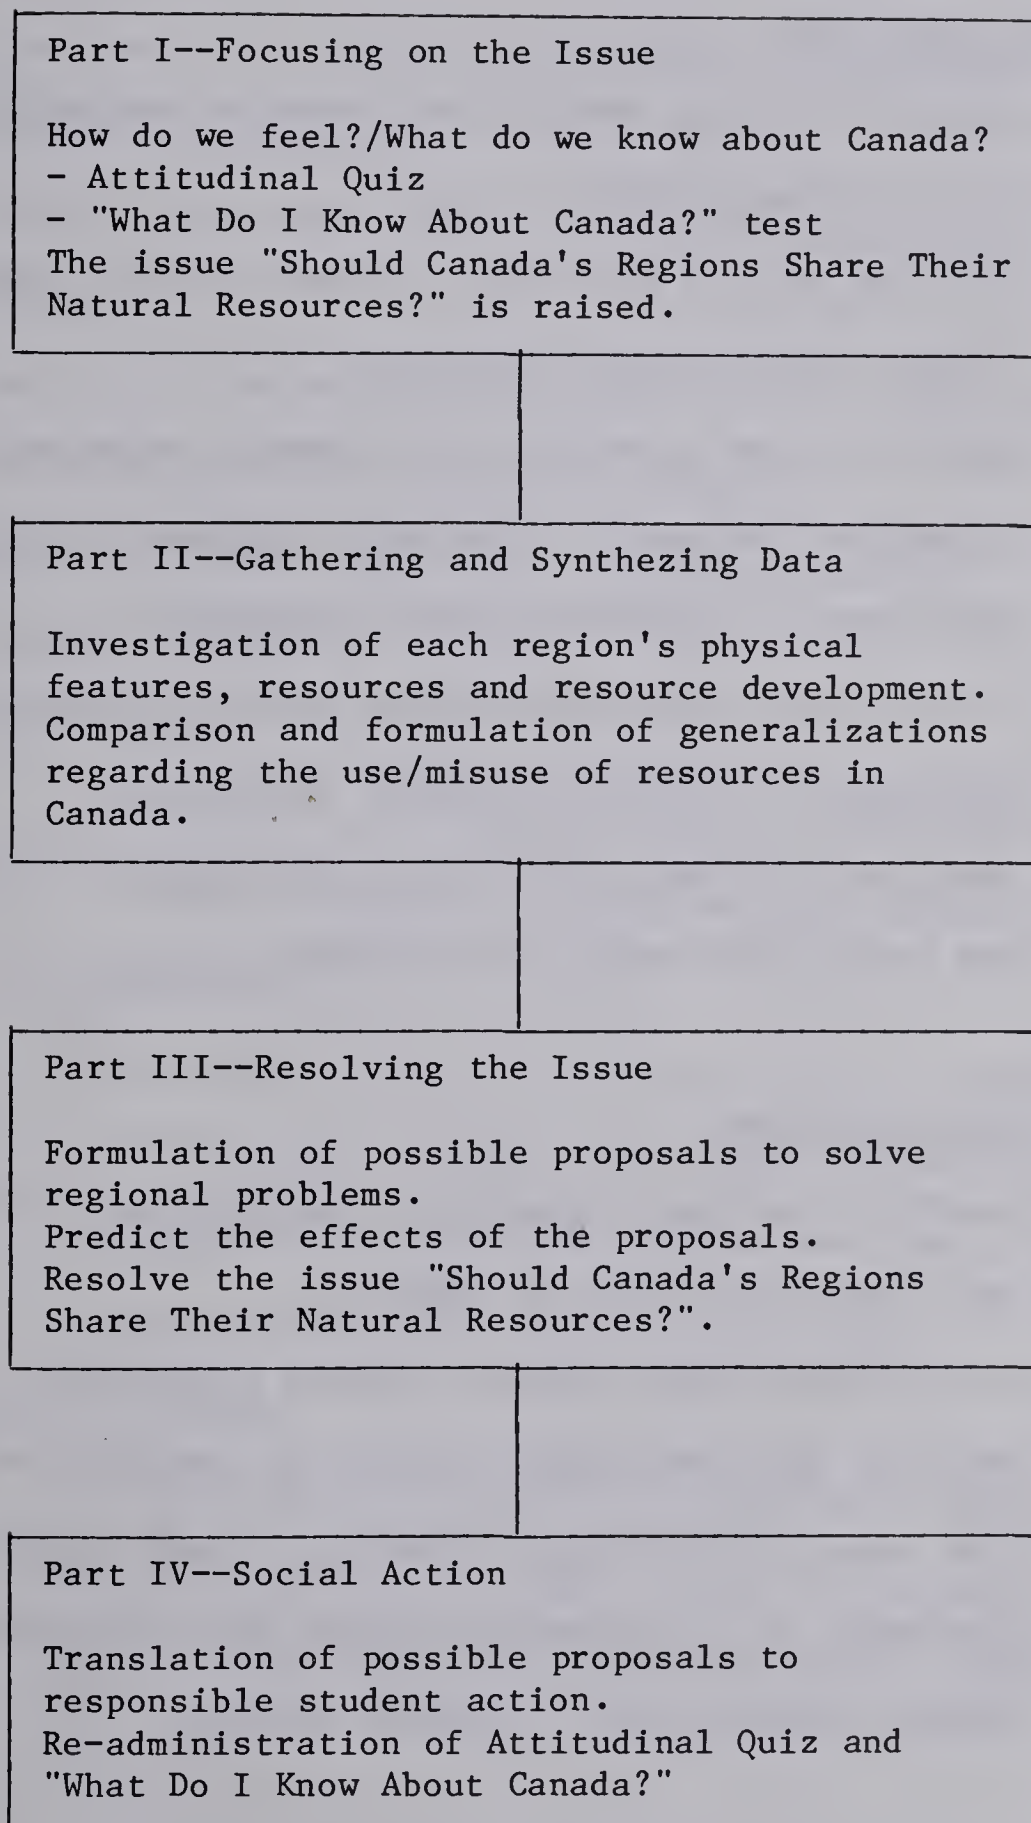 Part I--Focusing on the Issue
How do we feel?/What do we know about Canada?
- Attitudinal Quiz
- "What Do I Know About Canada?" test
The issue "Should Canada's Regions Share Their
Natural Resources?" is raised.
Part II--Gathering and Synthezing Data
Investigation of each region's physical
features, resources and resource development.
Comparison and formulation of generalizations
regarding the use/misuse of resources in
Canada.
Part III--Resolving the Issue
Formulation of possible proposals to solve
regional problems.
Predict the effects of the proposals.
Resolve the issue "Should Canada's Regions
Share Their Natural Resources?".
Part IV--Social Action
Translation of possible proposals to
responsible student action.
Re-administration of Attitudinal Quiz and
"What Do I Know About Canada?"